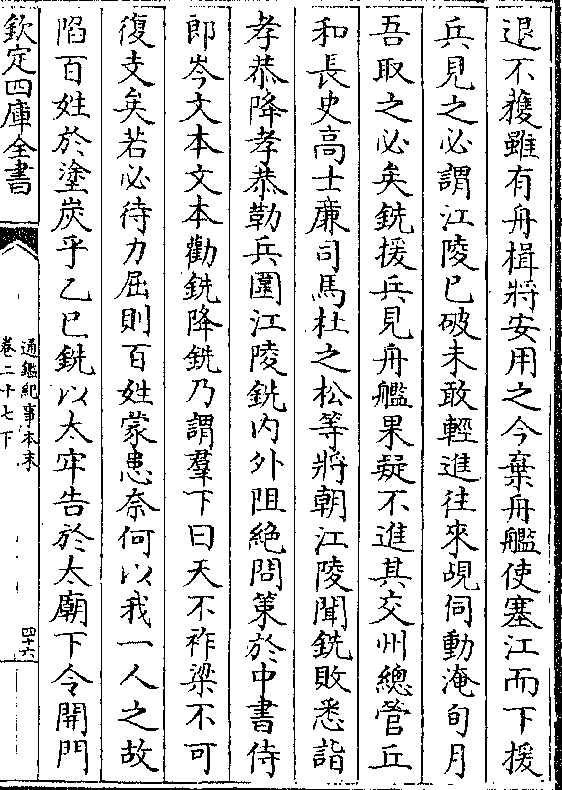 退不獲雖有舟楫將安用之今棄舟艦使塞江而下援
兵見之必謂江陵已破未敢輕進往來覘伺動淹旬月
吾取之必矣銑援兵見舟艦果疑不進其交州總管丘
和長史高士廉司馬杜之松等將朝江陵聞銑敗悉詣
孝恭降孝恭勒兵圍江陵銑内外阻絶問策於中書侍
郎岑文本文本勸銑降銑乃謂羣下曰天不祚梁不可
復支矣若必待力屈則百姓蒙患奈何以我一人之故
陷百姓於塗炭乎乙巳銑以太牢告於太廟下令開門
欽定四庫全書
通鑑紀事本末
卷二十七下
四十六